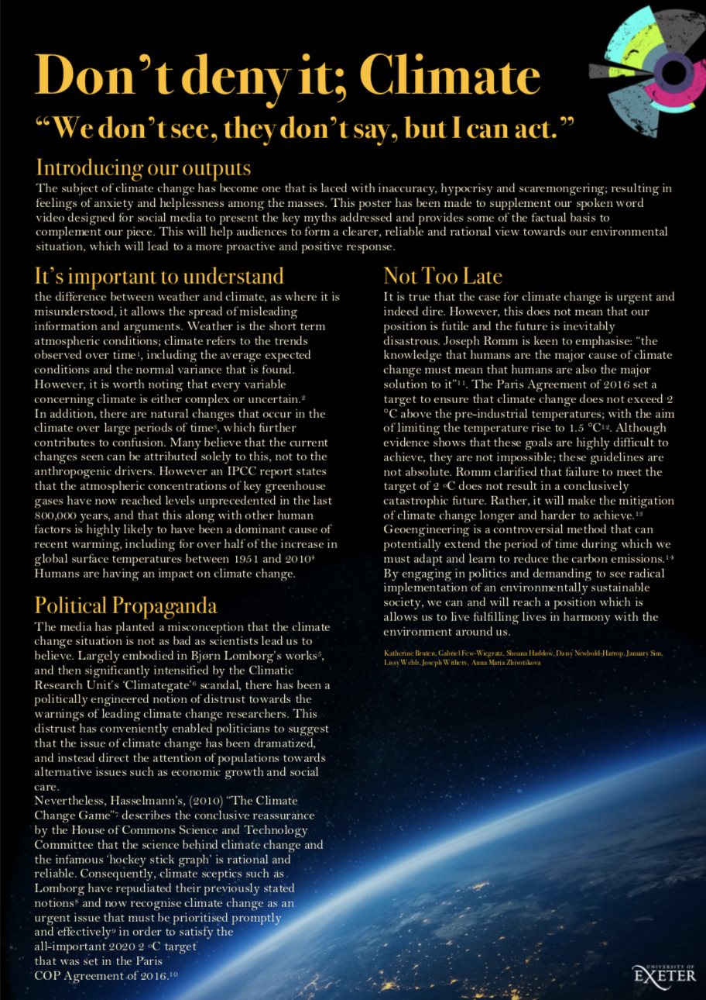 Don't deny it; Climate
“We don't see, they don't say, but I can act.”
Introducing our outputs
The subject of climate change has become one that is laced with inaccuracy, hypocrisy and scaremongering; resulting in
feelings of anxiety and helplessness among the masses. This poster has been made to supplement our spoken word
video designed for social media to present the key myths addressed and provides some of the factual basis to
complement our piece. This will help audiences to form a clearer, reliable and rational view towards our environmental
situation, which will lead to a more proactive and positive response.
It's important to understand
the difference between weather and climate, as where it is
misunderstood, it allows the spread of misleading
information and arguments. Weather is the short term
atmospheric conditions; climate refers to the trends
observed over time¹, including the average expected
conditions and the normal variance that is found.
However, it is worth noting that every variable
concerning climate is either complex or uncertain.²
In addition, there are natural changes that occur in the
climate over large periods of time³, which further
contributes to confusion. Many believe that the current
changes seen can be attributed solely to this, not to the
anthropogenic drivers. However an IPCC report states
that the atmospheric concentrations of key greenhouse
gases have now reached levels unprecedented in the last
800,000 years, and that this along with other human
factors is highly likely to have been a dominant cause of
recent warming, including for over half of the increase in
global surface temperatures between 1951 and 2010⁴
Humans are having an impact on climate change.
Political Propaganda
The media has planted a misconception that the climate
change situation is not as bad as scientists lead us to
believe. Largely embodied in Bjørn Lomborg's works⁵,
and then significantly intensified by the Climatic
Research Unit's 'Climategate'⁶ scandal, there has been a
politically engineered notion of distrust towards the
warnings of leading climate change researchers. This
distrust has conveniently enabled politicians to suggest
that the issue of climate change has been dramatized,
and instead direct the attention of populations towards
alternative issues such as economic growth and social
care.
Nevertheless, Hasselmann's, (2010) “The Climate
Change Game”⁷ describes the conclusive reassurance
by the House of Commons Science and Technology
Committee that the science behind climate change and
the infamous 'hockey stick graph' is rational and
reliable. Consequently, climate sceptics such as
Lomborg have repudiated their previously stated
notions⁸ and now recognise climate change as an
urgent issue that must be prioritised promptly
and effectively⁹ in order to satisfy the
all-important 2020 2 ºC target
that was set in the Paris
COP Agreement of 2016.¹⁰
Not Too Late
It is true that the case for climate change is urgent and
indeed dire. However, this does not mean that our
position is futile and the future is inevitably
disastrous. Joseph Romm is keen to emphasise: “the
knowledge that humans are the major cause of climate
change must mean that humans are also the major
solution to it”¹¹. The Paris Agreement of 2016 set a
target to ensure that climate change does not exceed 2
°C above the pre-industrial temperatures; with the aim
of limiting the temperature rise to 1.5 °C¹². Although
evidence shows that these goals are highly difficult to
achieve, they are not impossible; these guidelines are
not absolute. Romm clarified that failure to meet the
target of 2 ºC does not result in a conclusively
catastrophic future. Rather, it will make the mitigation
of climate change longer and harder to achieve.¹³
Geoengineering is a controversial method that can
potentially extend the period of time during which we
must adapt and learn to reduce the carbon emissions.¹⁴
By engaging in politics and demanding to see radical
implementation of an environmentally sustainable
society, we can and will reach a position which is
allows us to live fulfilling lives in harmony with the
environment around us.
Katherine Bruten, Gabriel Few-Wiegratz, Shoana Haddow, Daisy Newbold-Harrop, January Sim,
Lissy Webb, Joseph Withers, Anna Maria Zhivotikova
UNIVERSITY OF
EXETER